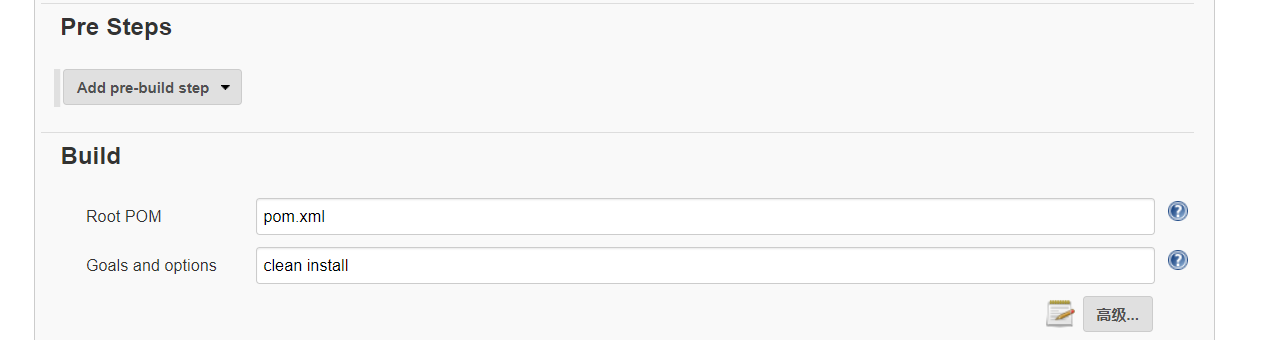 Pre Steps
Add pre-build step
Build
Root POM pom.xml
Goals and options clean install
高级...